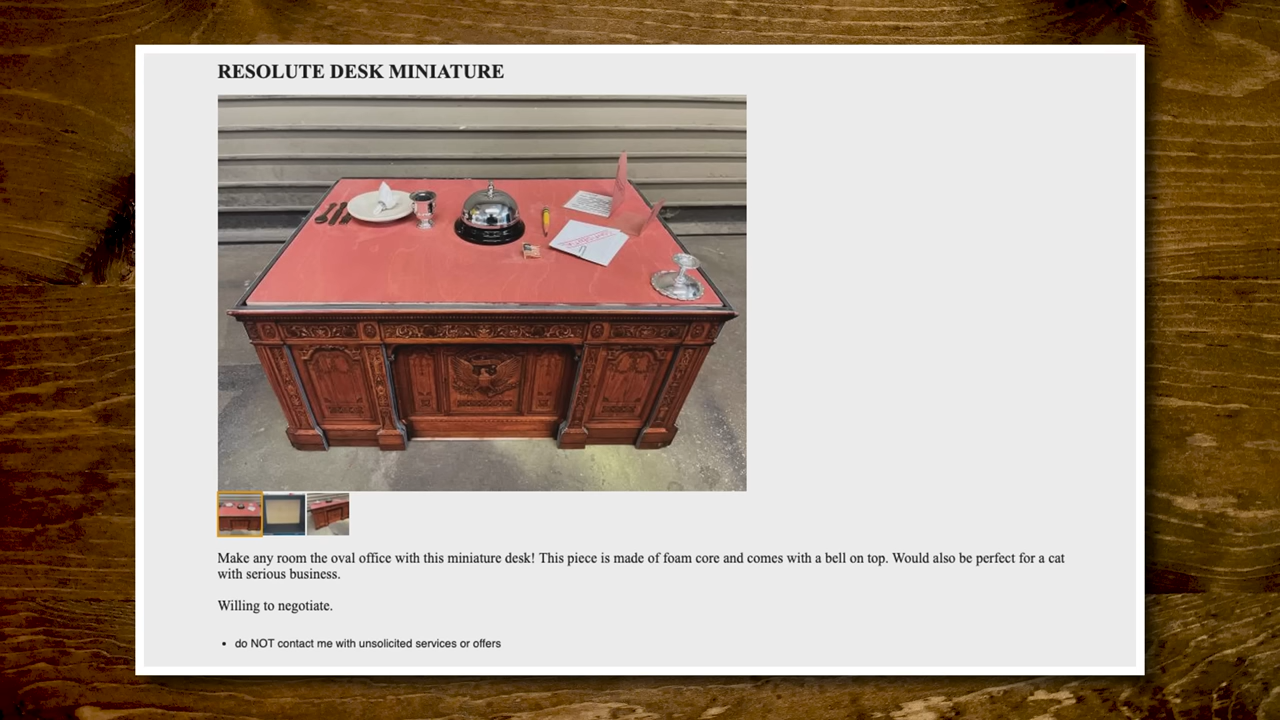 RESOLUTE DESK MINIATURE
Make any room the oval office with this miniature desk! This piece is made of foam core and comes with a bell on top. Would also be perfect for a cat
with serious business.
Willing to negotiate.
• do NOT contact me with unsolicited services or offers